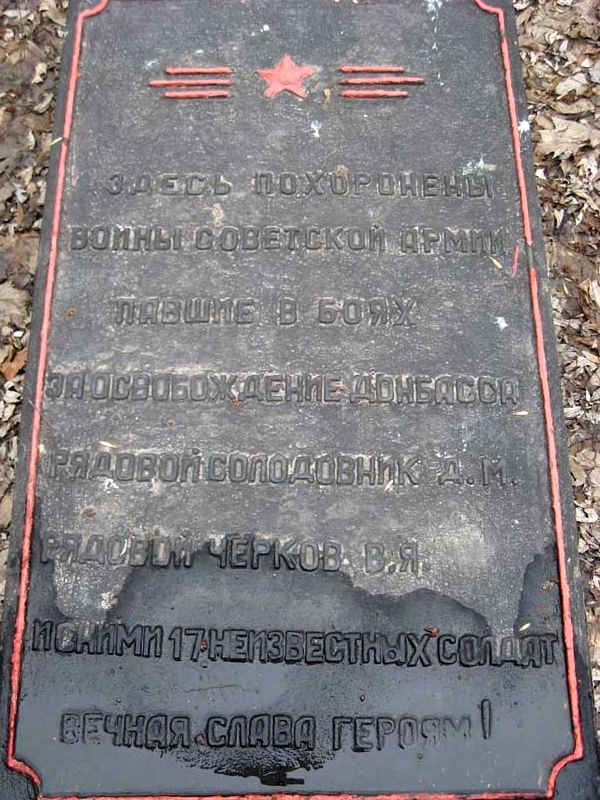 ЗДЕСЬ ПОХОРОНЕНЫ
ВОИНЫ СОВЕТСКОЙ АРМИИ
ПАВШИЕ В БОЯХ
ЗА ОСВОБОЖДЕНИЕ ДОНБАССА
РЯДОВОЙ СОЛОДОВНИК Д.М.
РЯДОВОЙ ЧЕРКОВ В.Я.
И С НИМИ 17 НЕИЗВЕСТНЫХ СОЛДАТ
ВЕЧНАЯ СЛАВА ГЕРОЯМ!